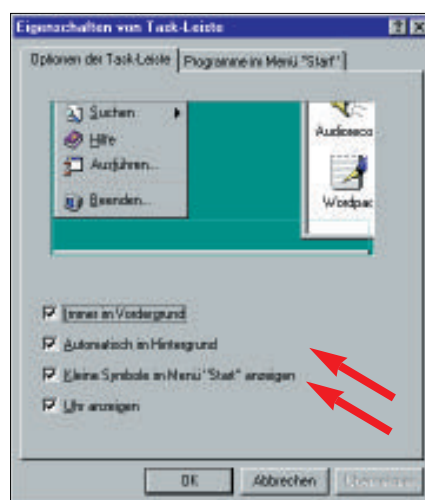 Eigenschaften von Task-Leiste
Optionen der Task-Leiste
Programme im Menü "Start"
Suchen
Hilfe
Ausführen...
Beenden...
Wordpad
Immer im Vordergrund
Automatisch im Hintergrund
Kleine Symbole im Menü "Start" anzeigen
Uhr anzeigen
OK
Abbrechen
Übernehmen